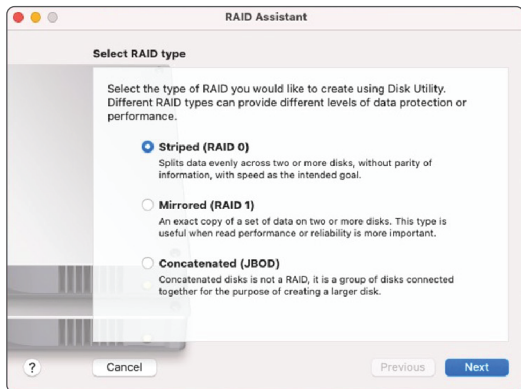 RAID Assistant
Select RAID type
Select the type of RAID you would like to create using Disk Utility.
Different RAID types can provide different levels of data protection or
performance.
Striped (RAID 0)
Splits data evenly across two or more disks, without parity of
information, with speed as the intended goal.
Mirrored (RAID 1)
An exact copy of a set of data on two or more disks. This type is
useful when read performance or reliability is more important.
Concatenated (JBOD)
Concatenated disks is not a RAID, it is a group of disks connected
together for the purpose of creating a larger disk.
?
Cancel
Previous
Next